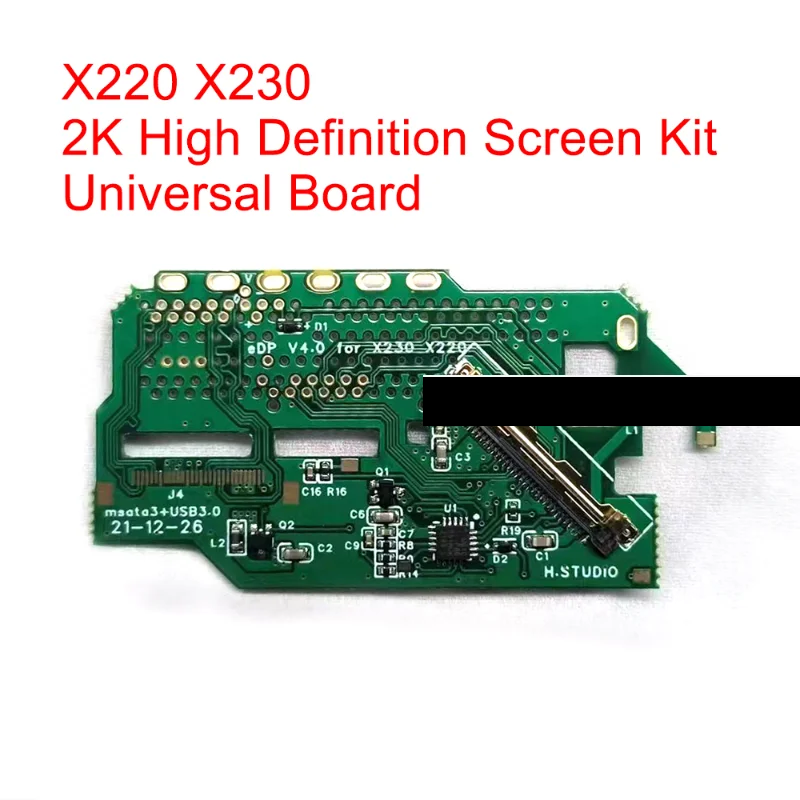 X220 X230
2K High Definition Screen Kit
Universal Board
V
+ D1
eDP V4.0 for X230 X220
C3
Q1
J4
C16 R16
msata3+USB3.0
C6
U1
21-12-26
Q2
C7
R19
L2
C2
C9
R8
D2
C1
R14
H.STUDIO